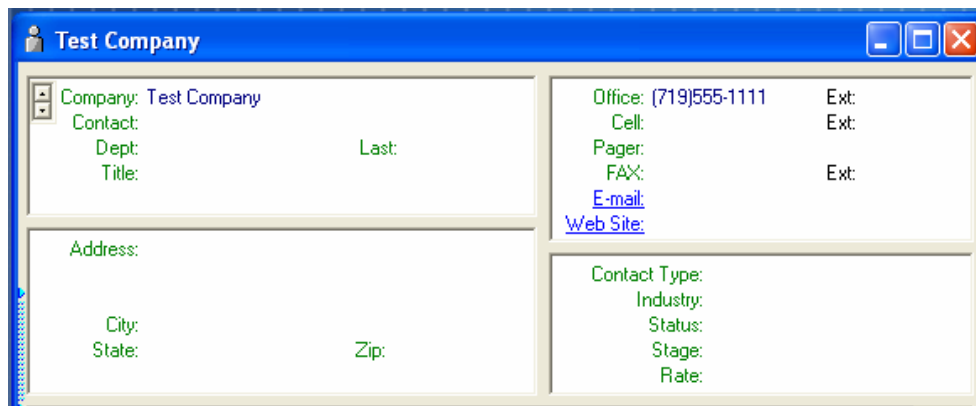 Test Company
Company: Test Company
Contact:
Dept: Last:
Title:
Office: (719)555-1111 Ext:
Cell: Ext:
Pager:
FAX: Ext:
E-mail:
Web Site:
Address:
City:
State: Zip:
Contact Type:
Industry:
Status:
Stage:
Rate: